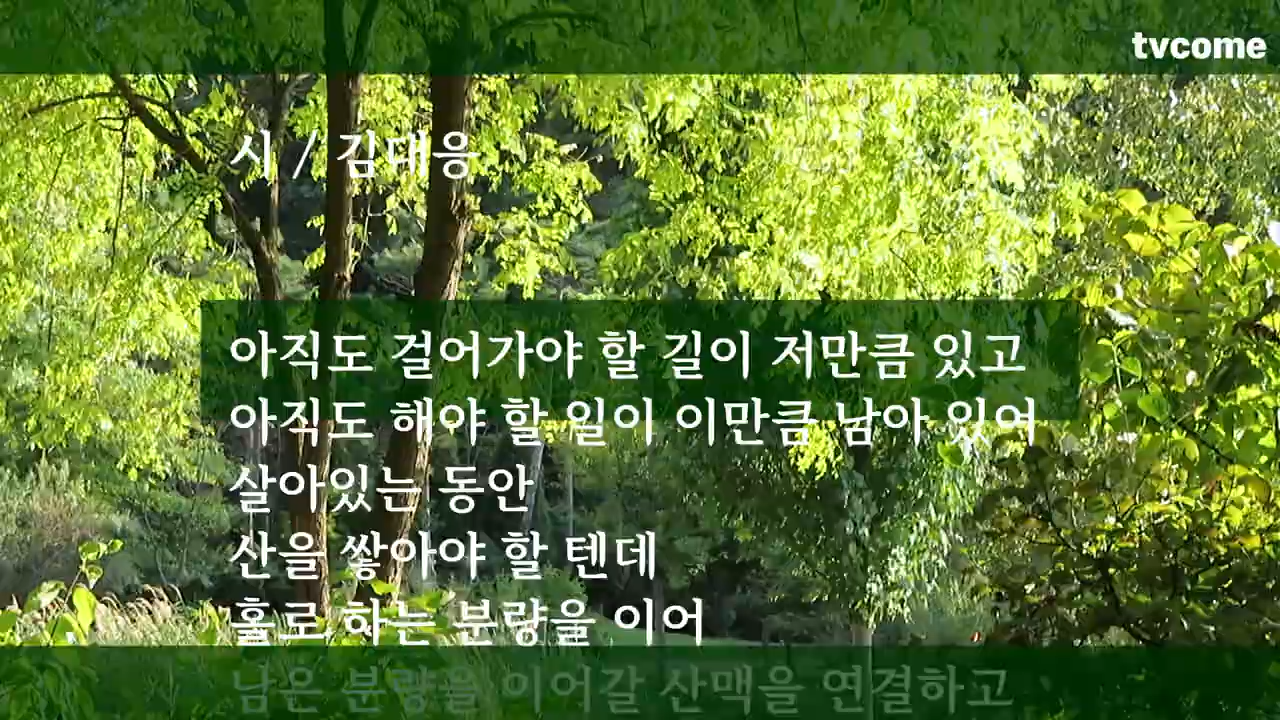 tvcome
시 / 김대응
아직도 걸어가야 할 길이 저만큼 있고
아직도 해야 할 일이 이만큼 남아 있어
살아있는 동안
산을 쌓아야 할 텐데
홀로 하는 분량을 이어
남은 분량을 이어갈 산맥을 연결하고